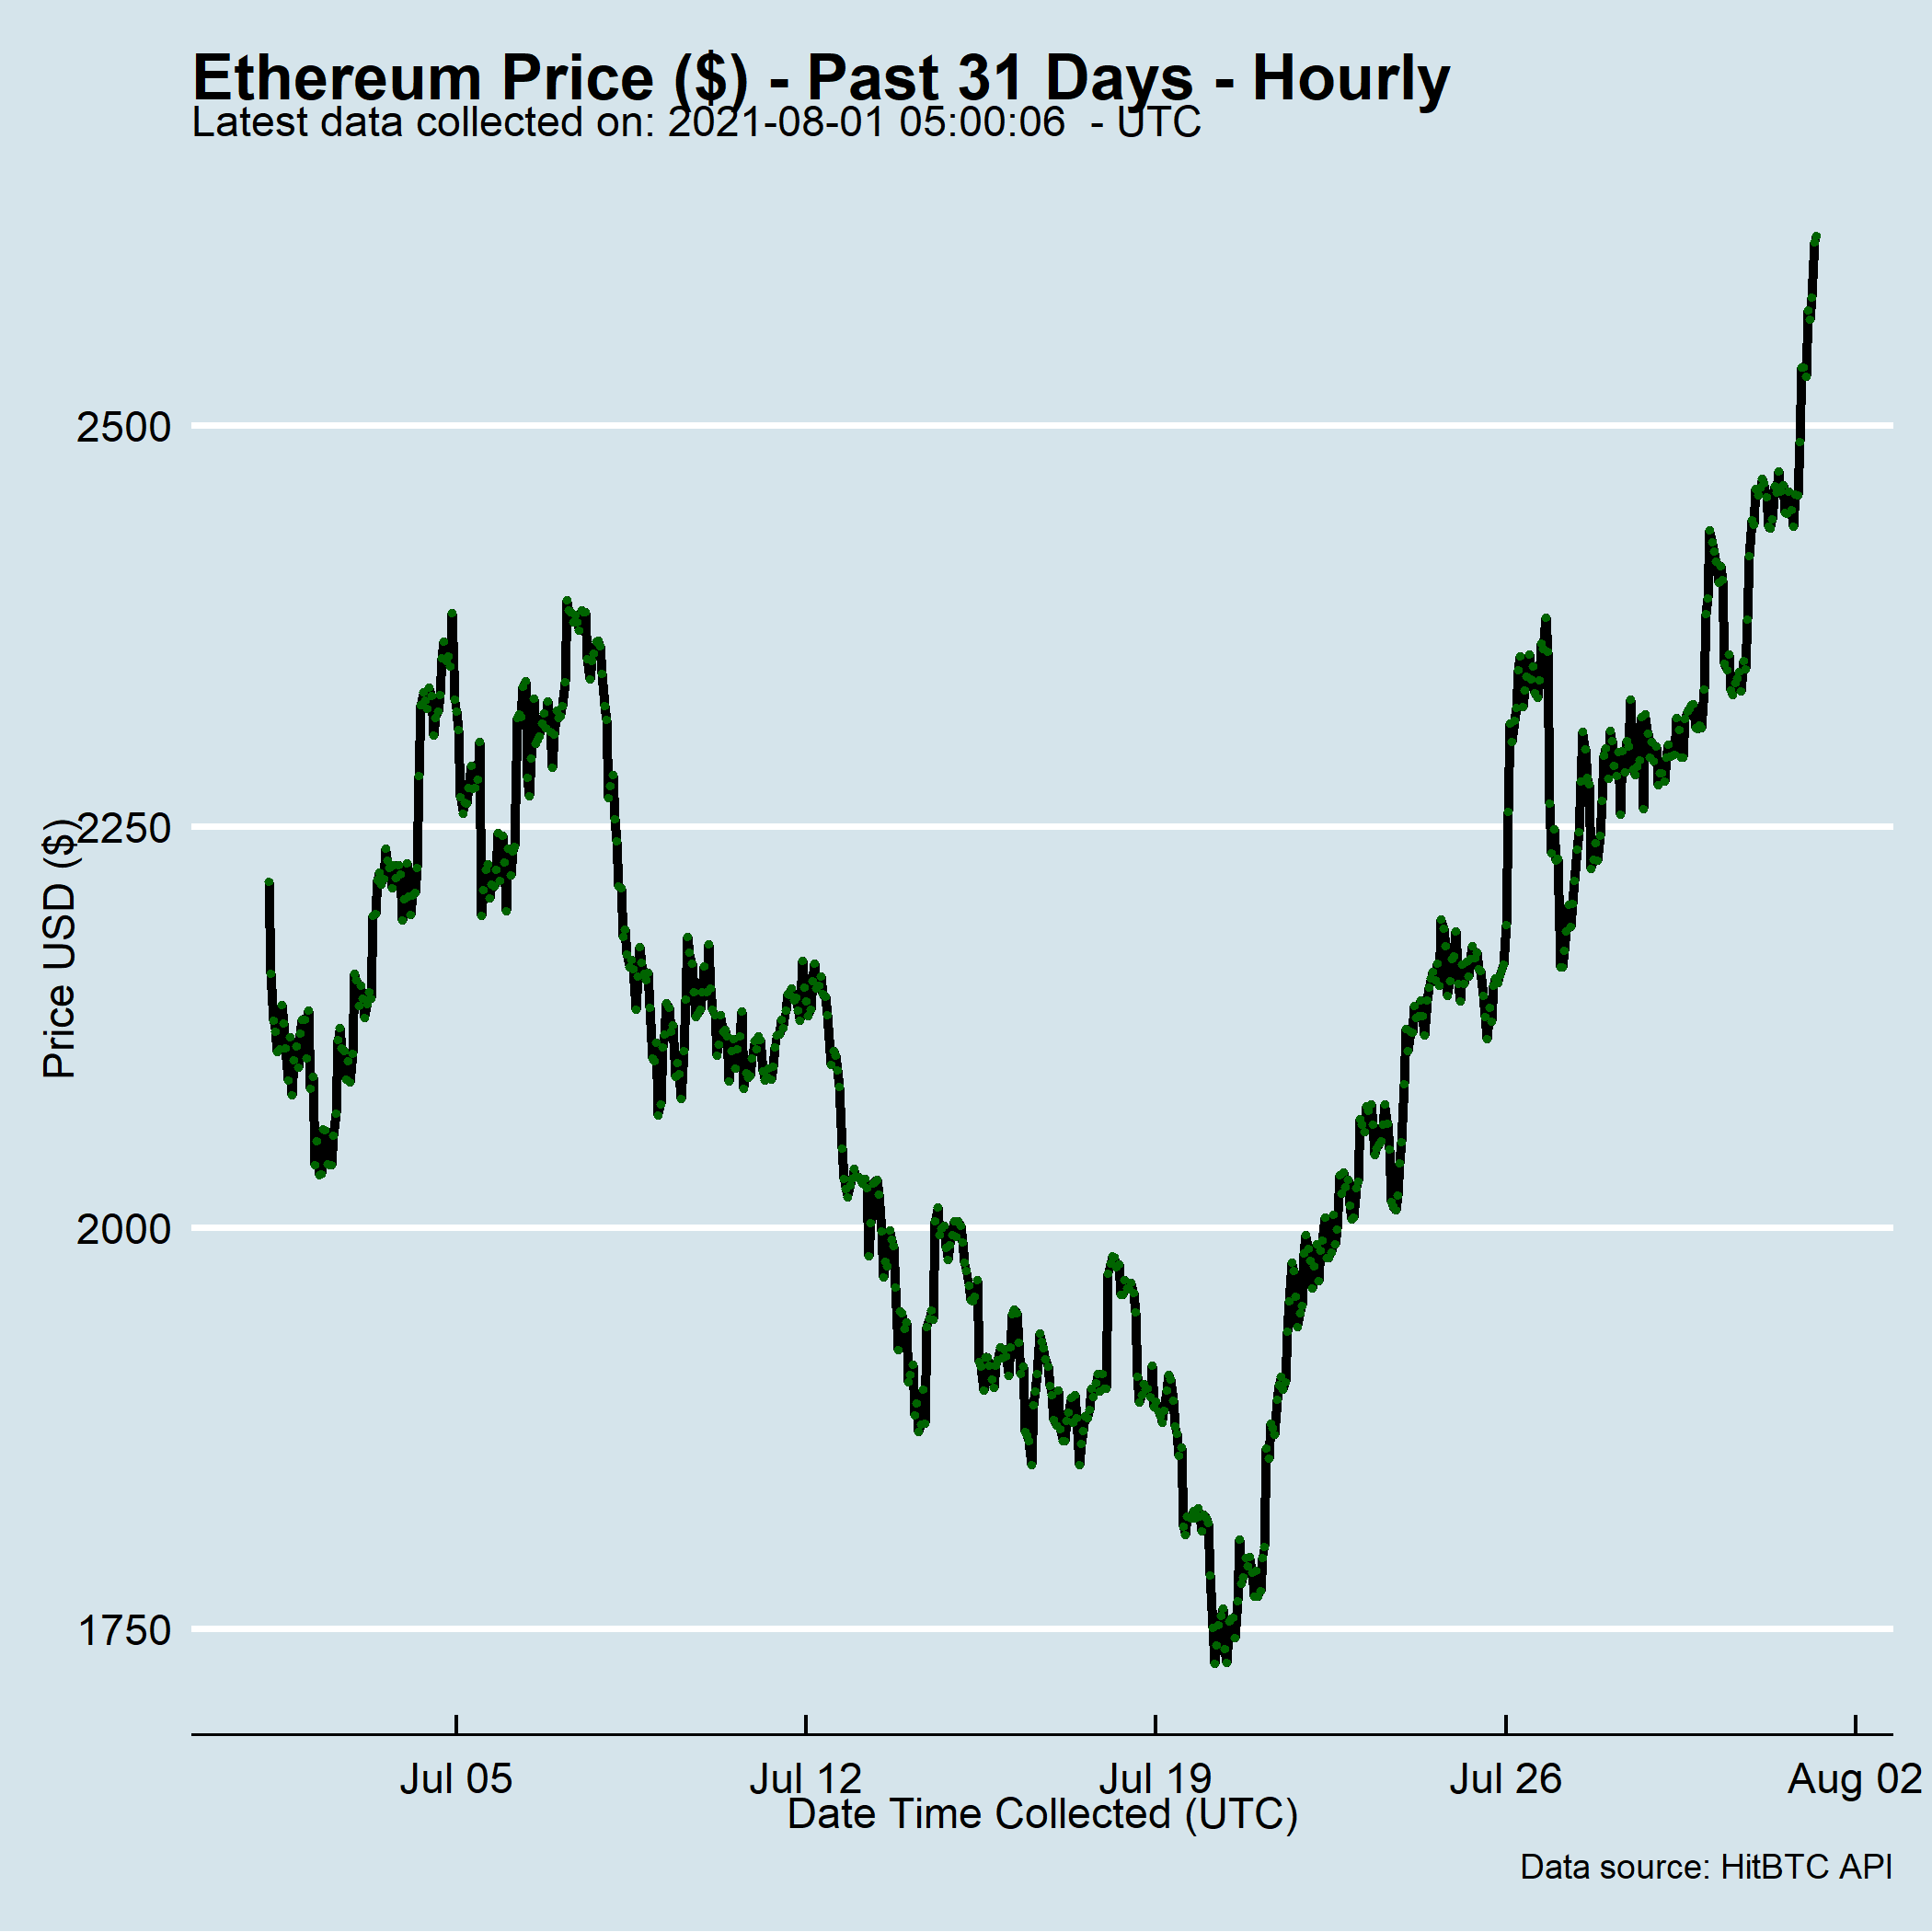 Ethereum Price ($) - Past 31 Days - Hourly
Latest data collected on: 2021-08-01 05:00:06  - UTC
2500
2250
2000
1750
Price USD ($)
Jul 05
Jul 12
Jul 19
Jul 26
Aug 02
Date Time Collected (UTC)
Data source: HitBTC API